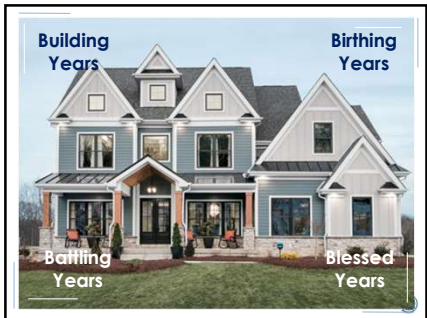 Building
Years
Birthing
Years
Battling
Years
Blessed
Years